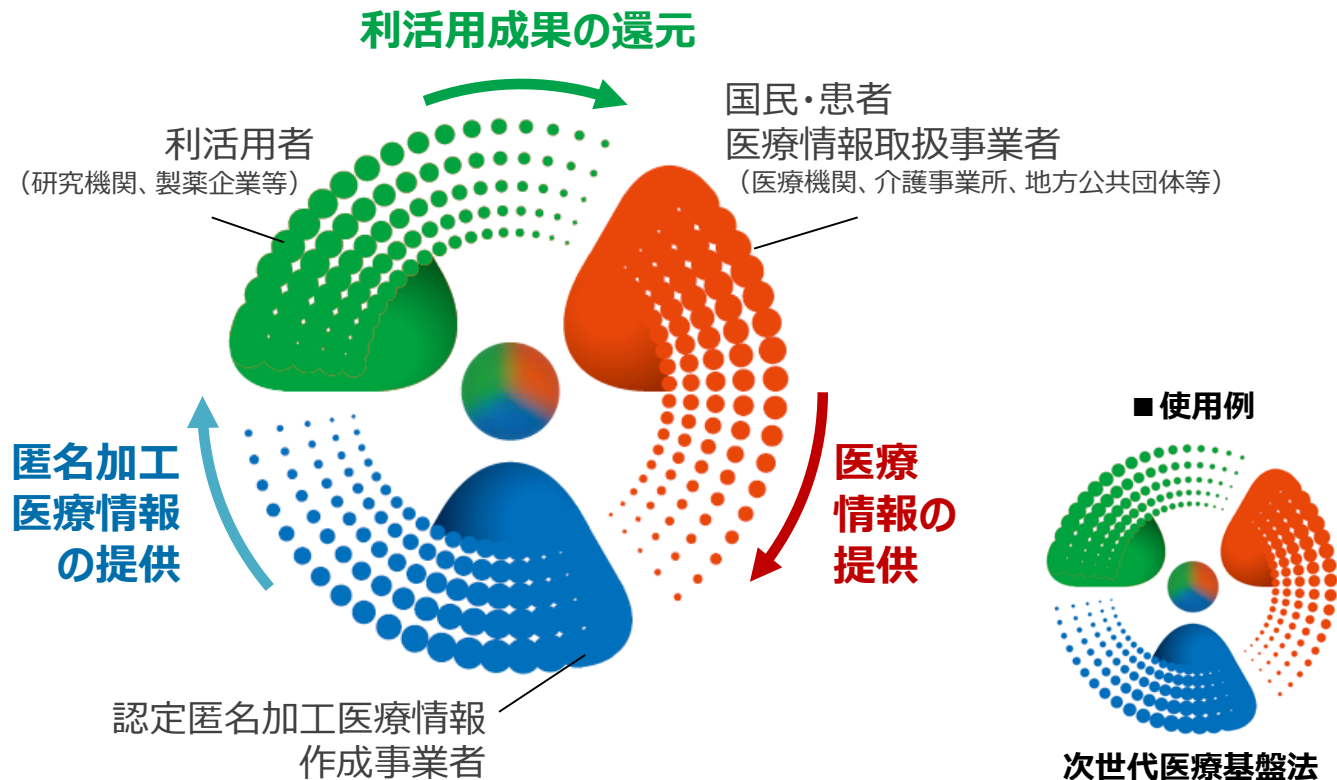 利活用成果の還元
利活用者
（研究機関、製薬企業等）
国民・患者
医療情報取扱事業者
（医療機関、介護事業所、地方公共団体等）
匿名加工
医療情報
の提供
医療
情報の
提供
認定匿名加工医療情報
作成事業者
■使用例
次世代医療基盤法